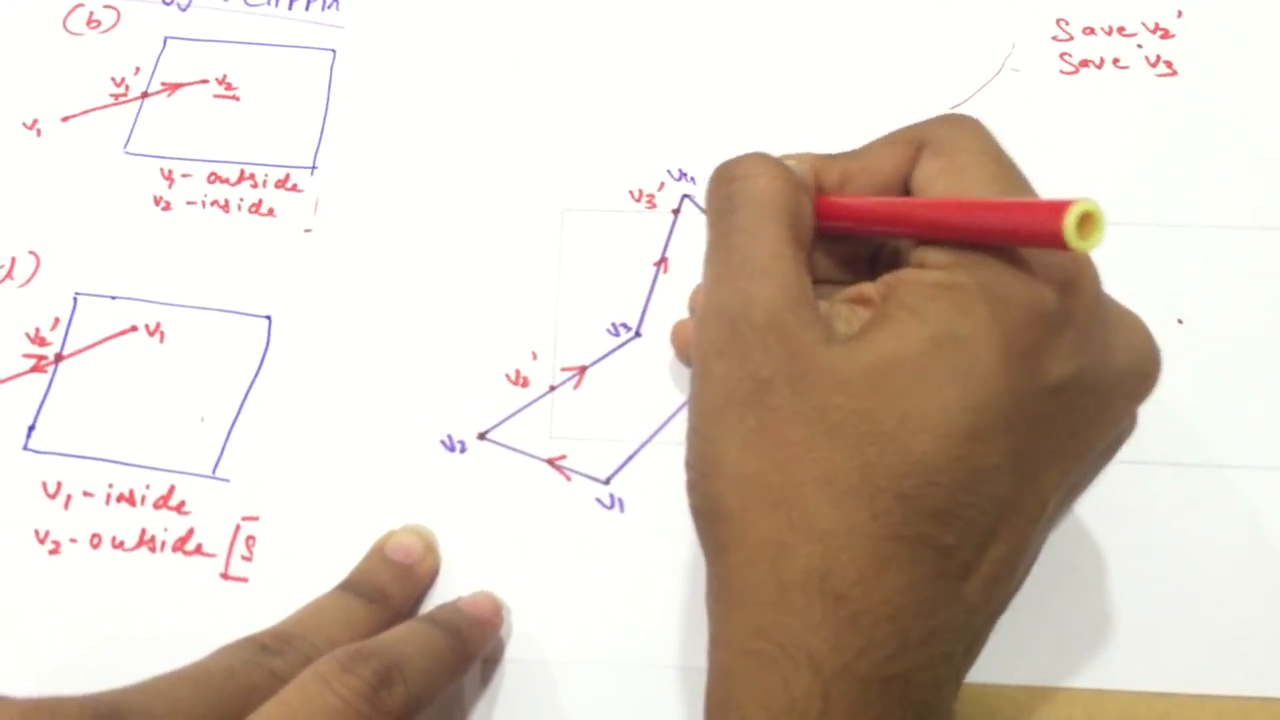 (b)
v1'
v2
v1
v1 - outside
v2 - inside
d)
v2'
v1
v1 - inside
v2 - outside [S
Save v2'
Save v3
v4
v3'
v3
v2'
v2
v1